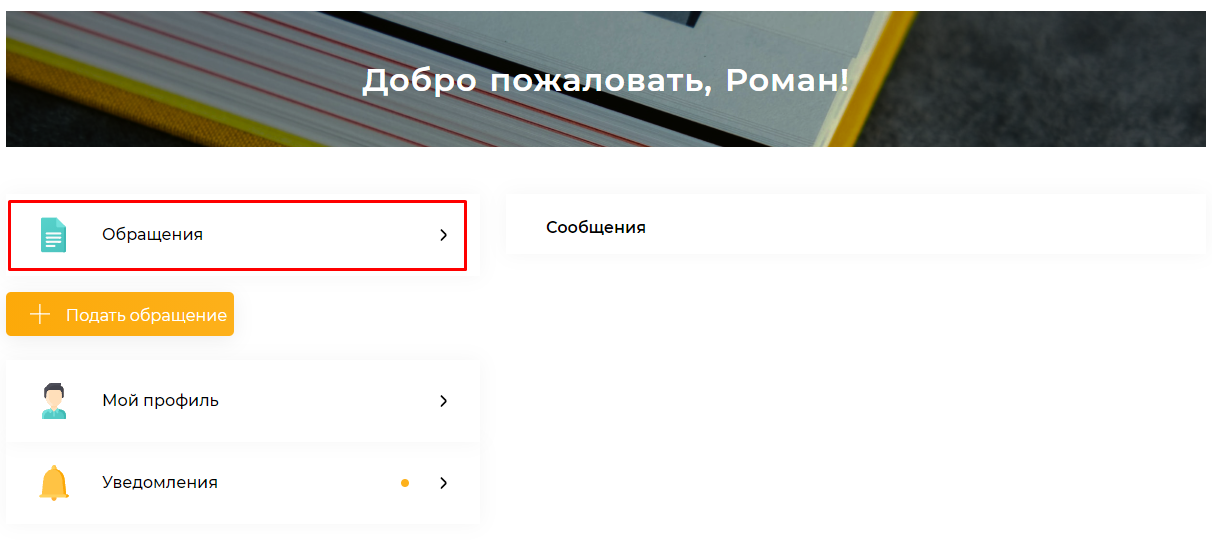 Добро пожаловать, Роман!
Обращения
Сообщения
Подать обращение
Мой профиль
Уведомления